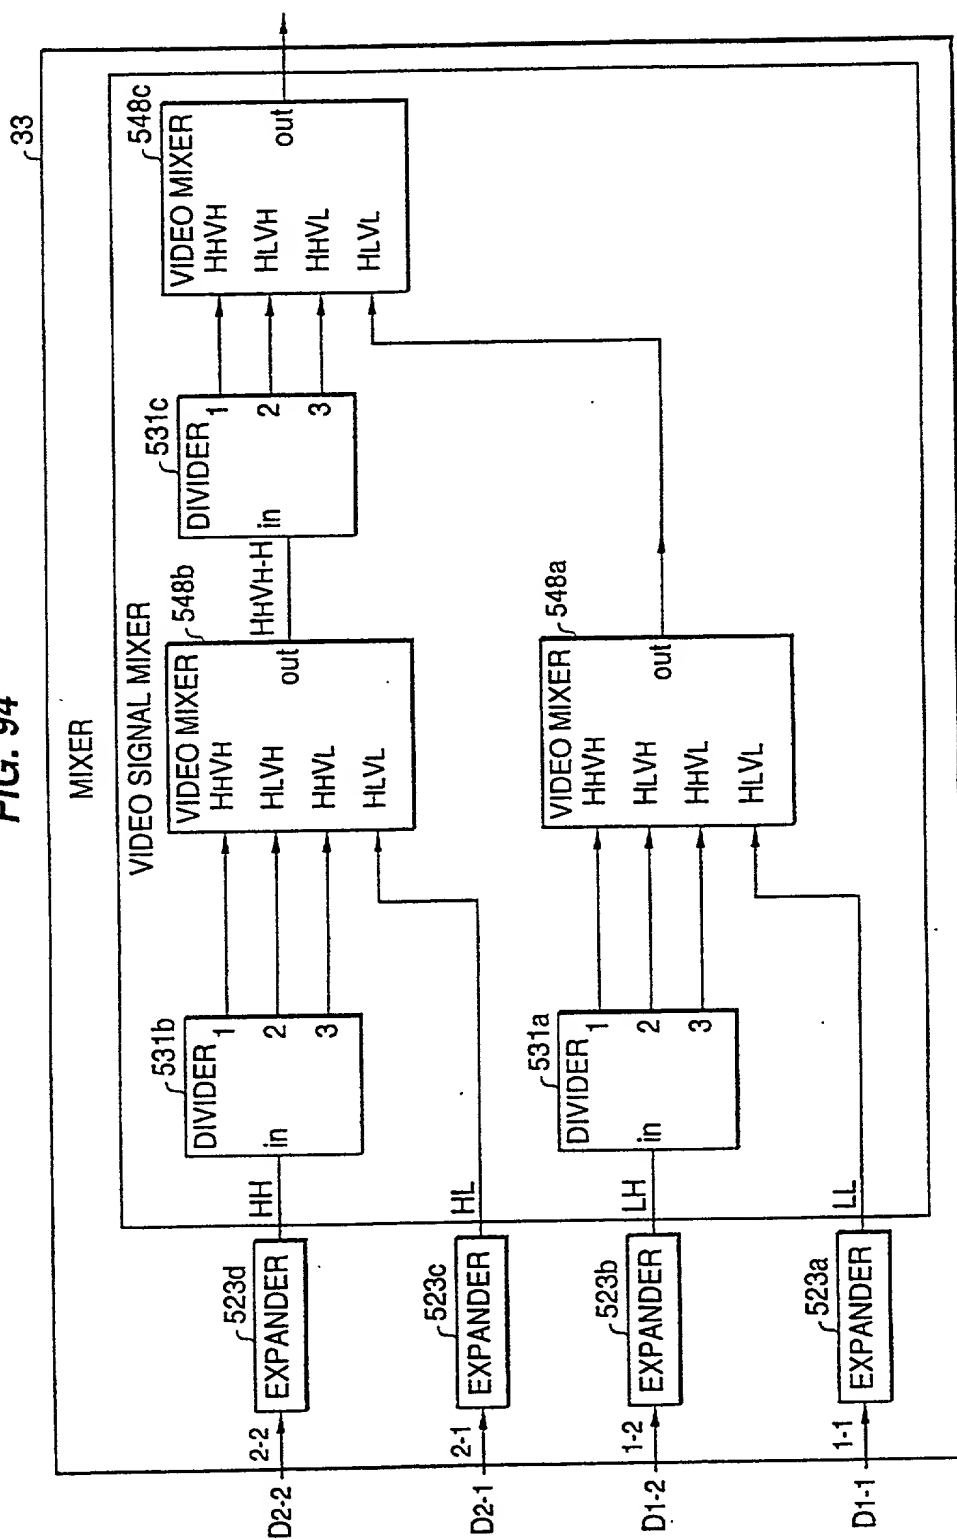 FIG. 94
33
MIXER
VIDEO SIGNAL MIXER
D2-2
2-2
EXPANDER
523d
HH
DIVIDER
531b
in
1
2
3
VIDEO MIXER
548b
HHVH
HLVH
HHVL
HLVL
out
HHVH-H
DIVIDER
531c
in
1
2
3
VIDEO MIXER
548c
HHVH
HLVH
HHVL
HLVL
out
D2-1
2-1
EXPANDER
523c
HL
D1-2
1-2
EXPANDER
523b
LH
DIVIDER
531a
in
1
2
3
VIDEO MIXER
548a
HHVH
HLVH
HHVL
HLVL
out
D1-1
1-1
EXPANDER
523a
LL